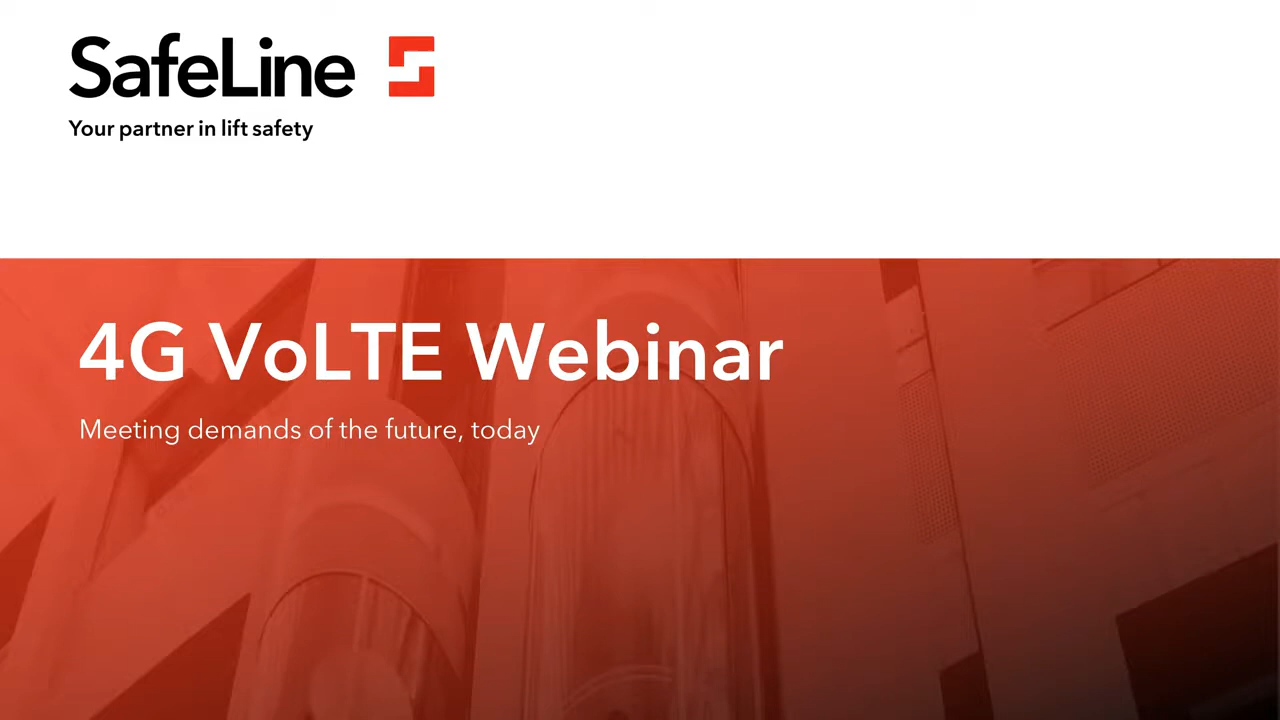 SafeLine
Your partner in lift safety
4G VoLTE Webinar
Meeting demands of the future, today